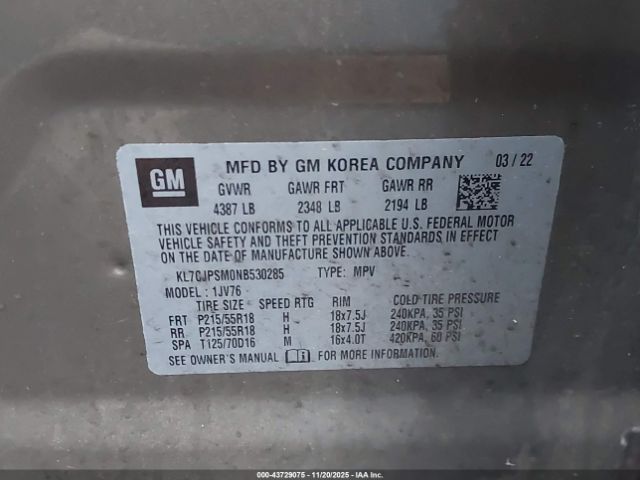 GM
MFD BY GM KOREA COMPANY 03 / 22
GVWR GAWR FRT GAWR RR
4387 LB 2348 LB 2194 LB
THIS VEHICLE CONFORMS TO ALL APPLICABLE U.S. FEDERAL MOTOR
VEHICLE SAFETY AND THEFT PREVENTION STANDARDS IN EFFECT
ON THE DATE OF MANUFACTURE SHOWN ABOVE.
KL7CJPSM0NB530285 TYPE: MPV
MODEL : 1JV76
TIRE SIZE SPEED RTG RIM COLD TIRE PRESSURE
FRT P215/55R18 H 18x7.5J 240KPA, 35 PSI
RR P215/55R18 H 18x7.5J 240KPA, 35 PSI
SPA T125/70D16 M 16x4.0T 420KPA, 60 PSI
SEE OWNER'S MANUAL FOR MORE INFORMATION.
000-43729075 - 11/20/2025 - IAAI.COM